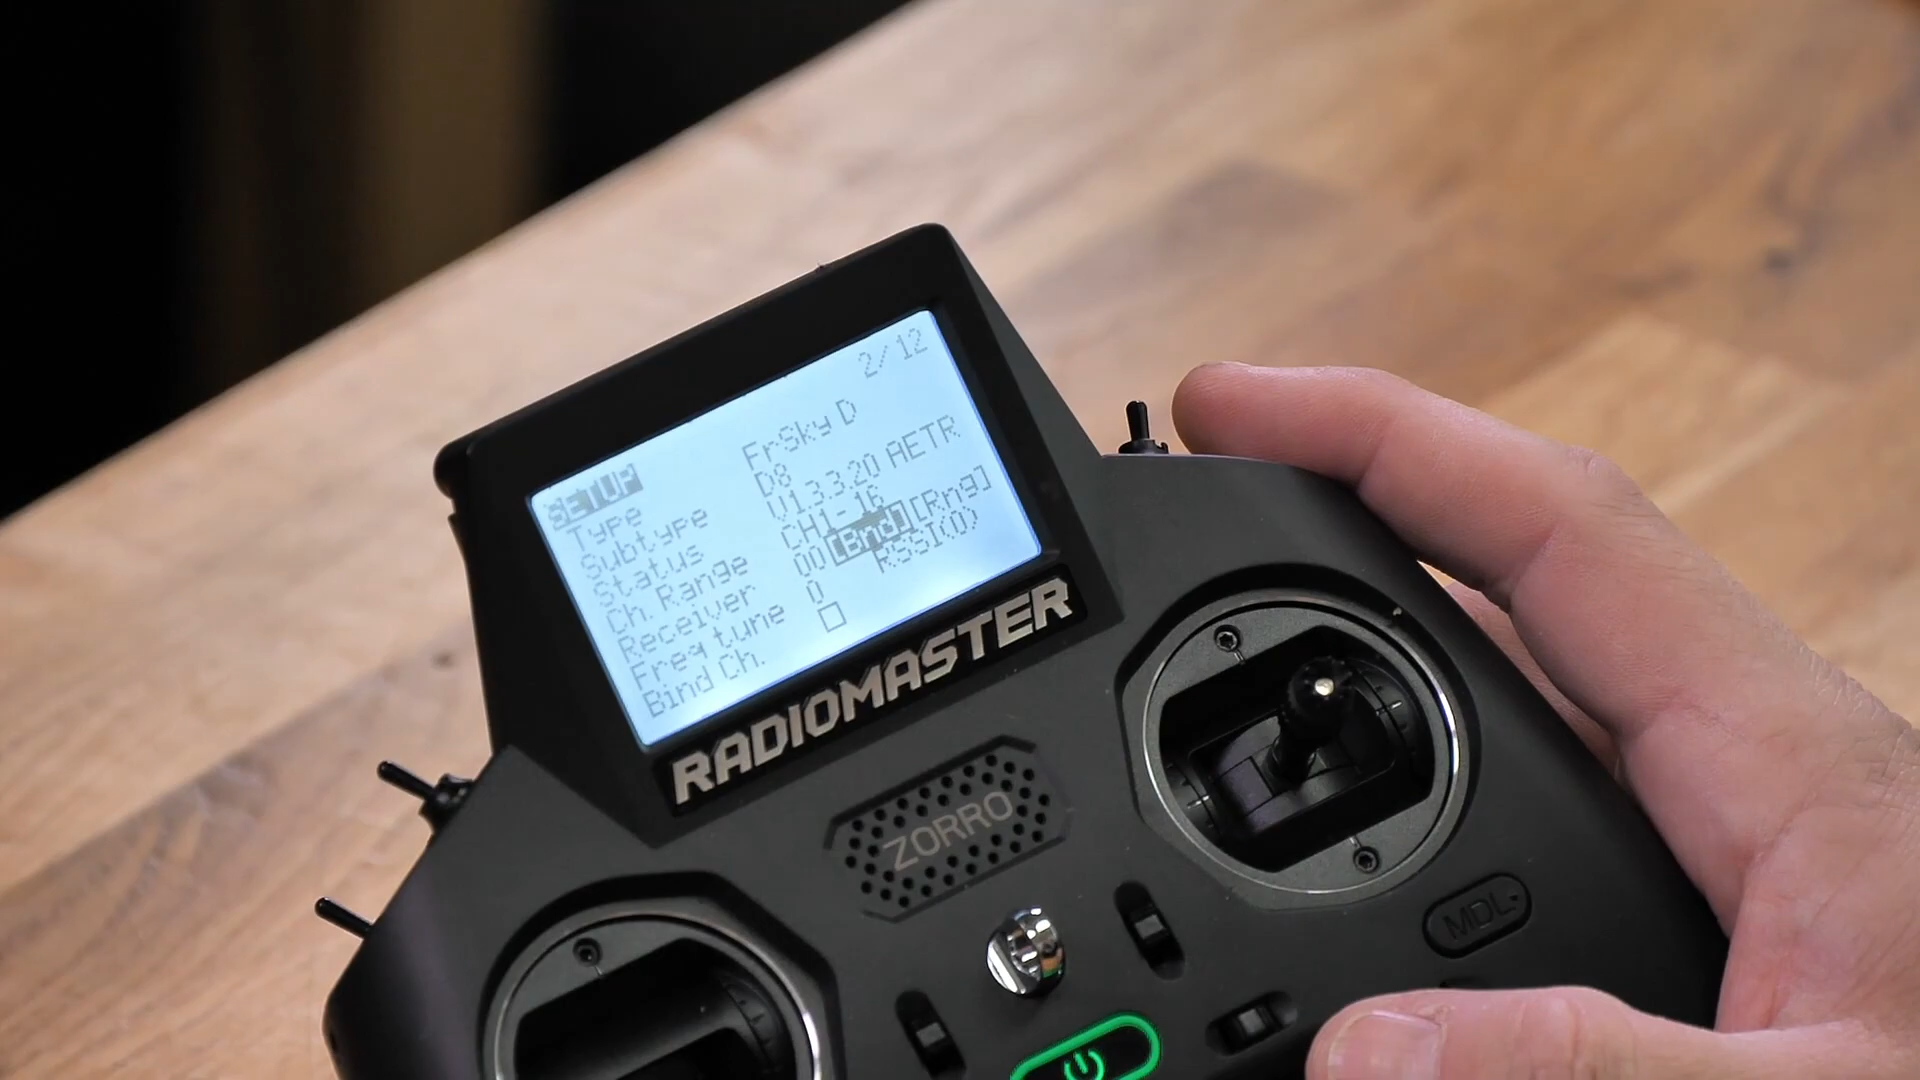 SETUP 2/12
Type FrSky D
Subtype D8
Status V1.3.3.20 AETR
Ch. Range CH1-16
Receiver 00 [Bnd][Rng]
Freq tune 0 RSSI()
Bind Ch.
RADIOMASTER
ZORRO
MDL